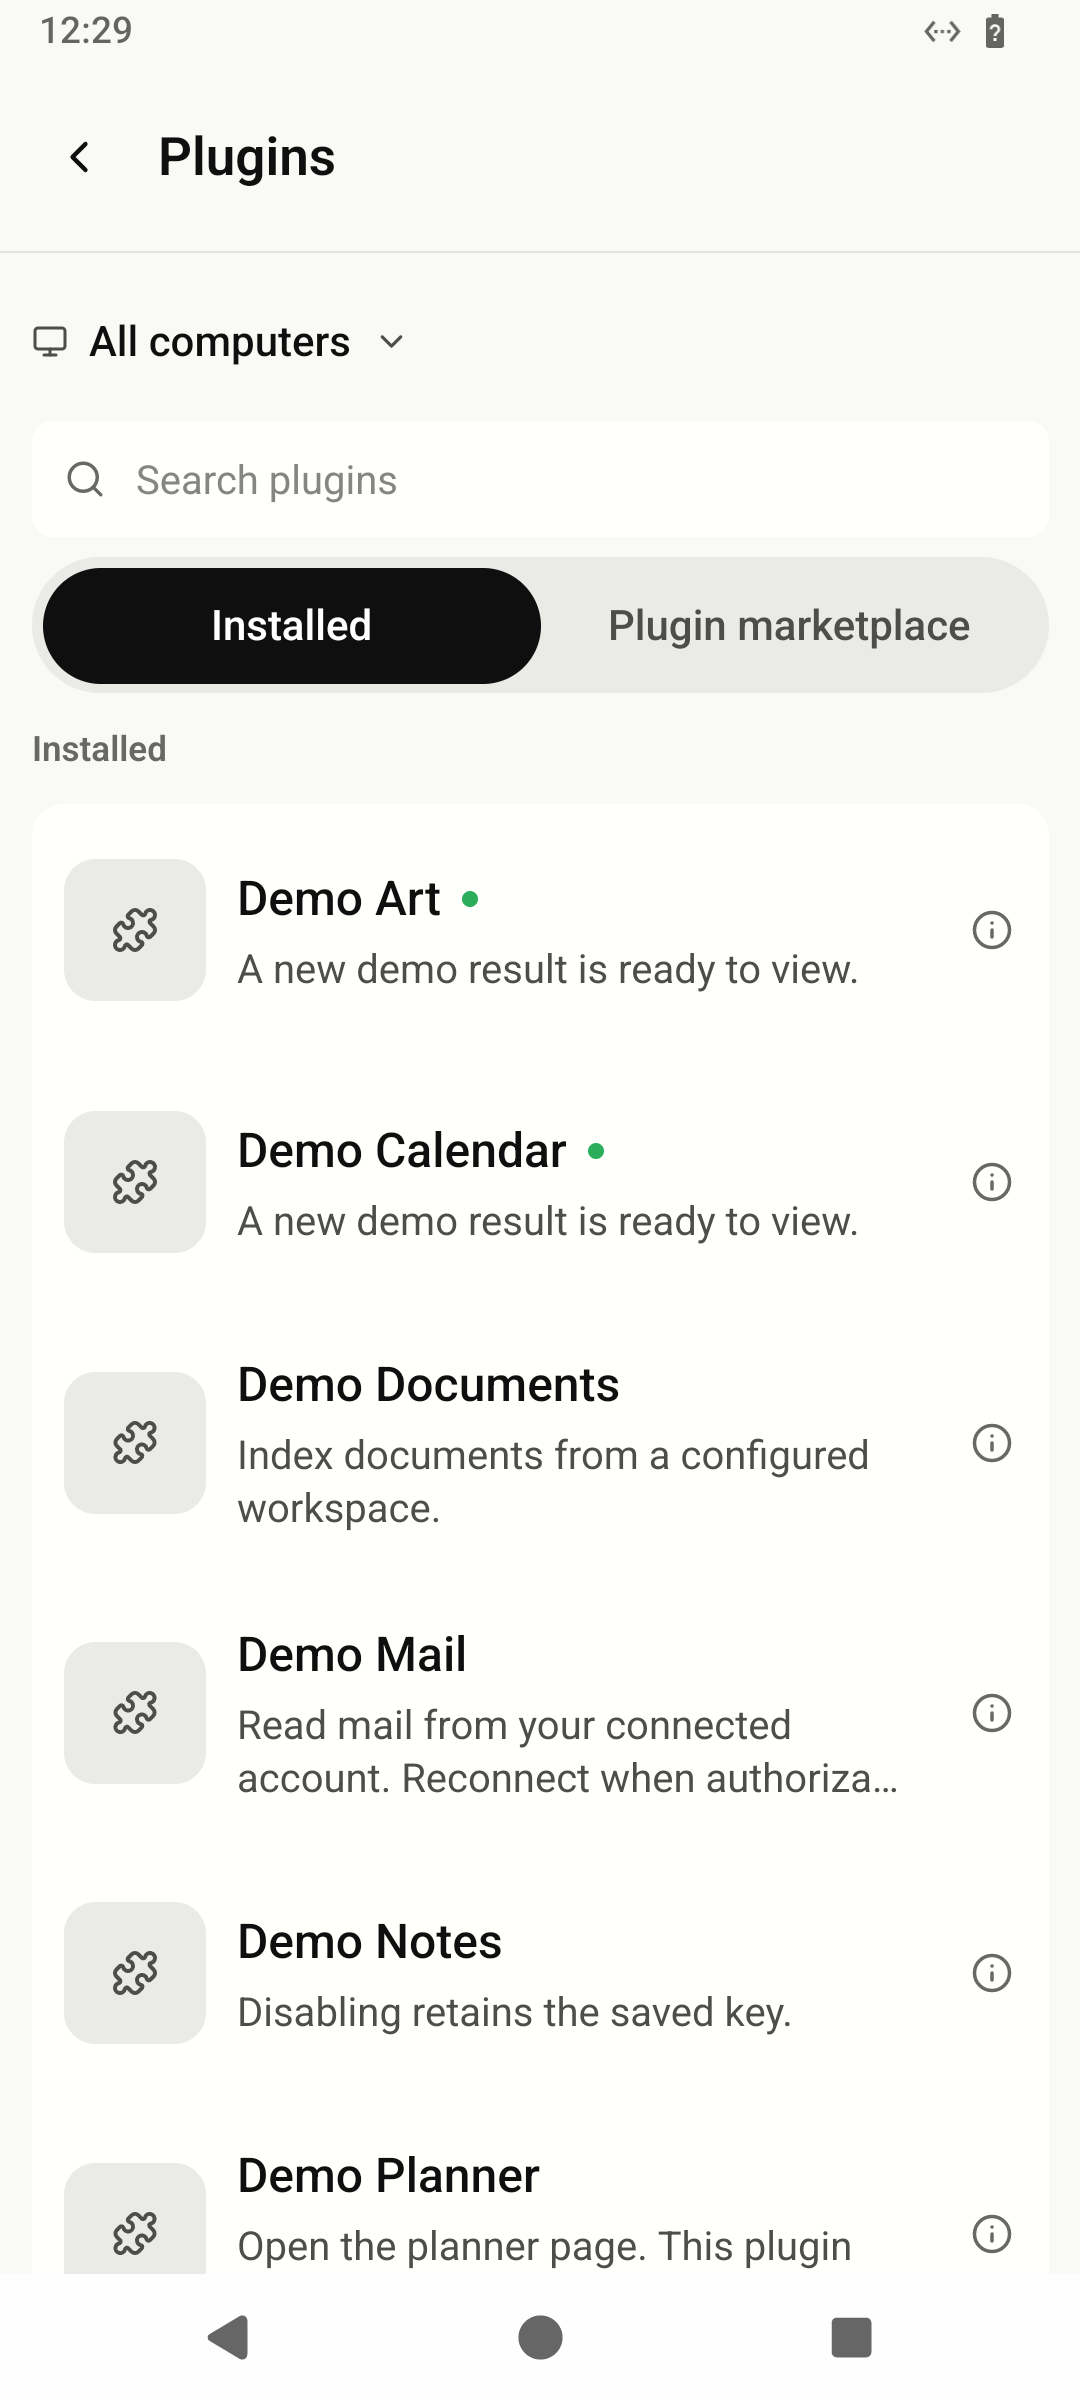 12:29
Plugins
All computers
Search plugins
Installed
Plugin marketplace
Installed
Demo Art
A new demo result is ready to view.
Demo Calendar
A new demo result is ready to view.
Demo Documents
Index documents from a configured
workspace.
Demo Mail
Read mail from your connected
account. Reconnect when authoriza…
Demo Notes
Disabling retains the saved key.
Demo Planner
Open the planner page. This plugin